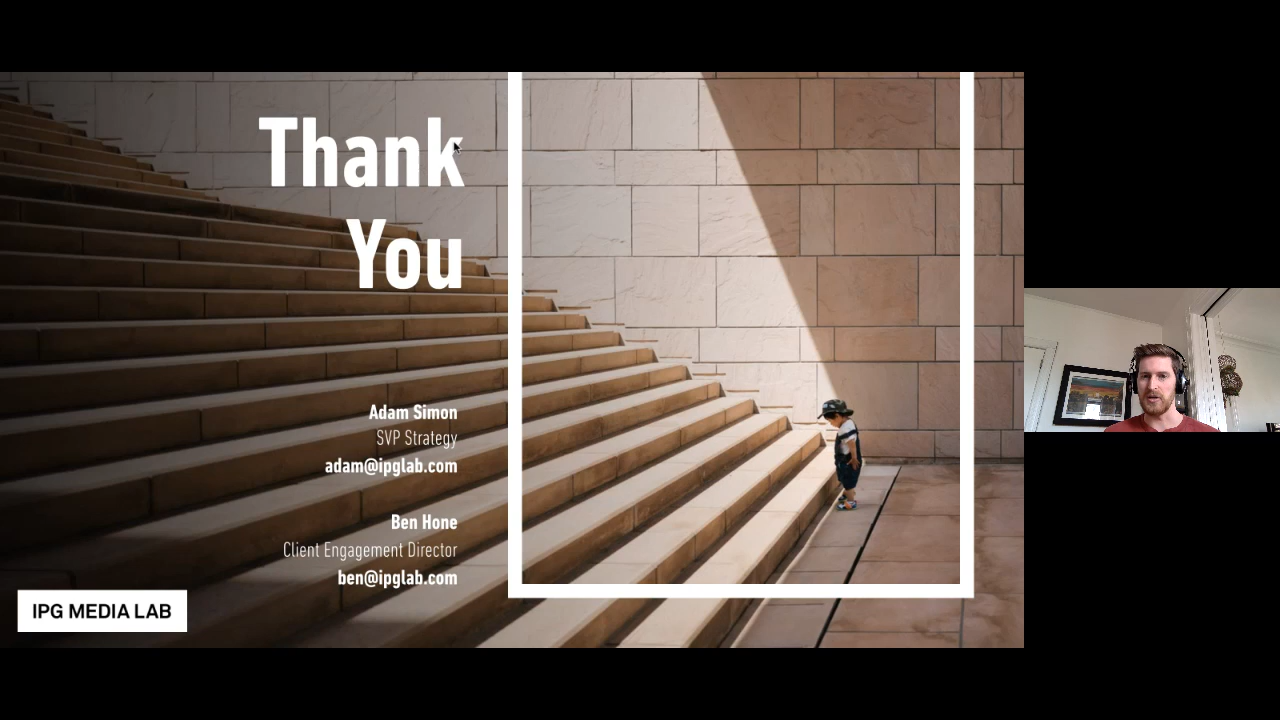 Thank
You
Adam Simon
SVP Strategy
adam@ipglab.com
Ben Hone
Client Engagement Director
ben@ipglab.com
IPG MEDIA LAB